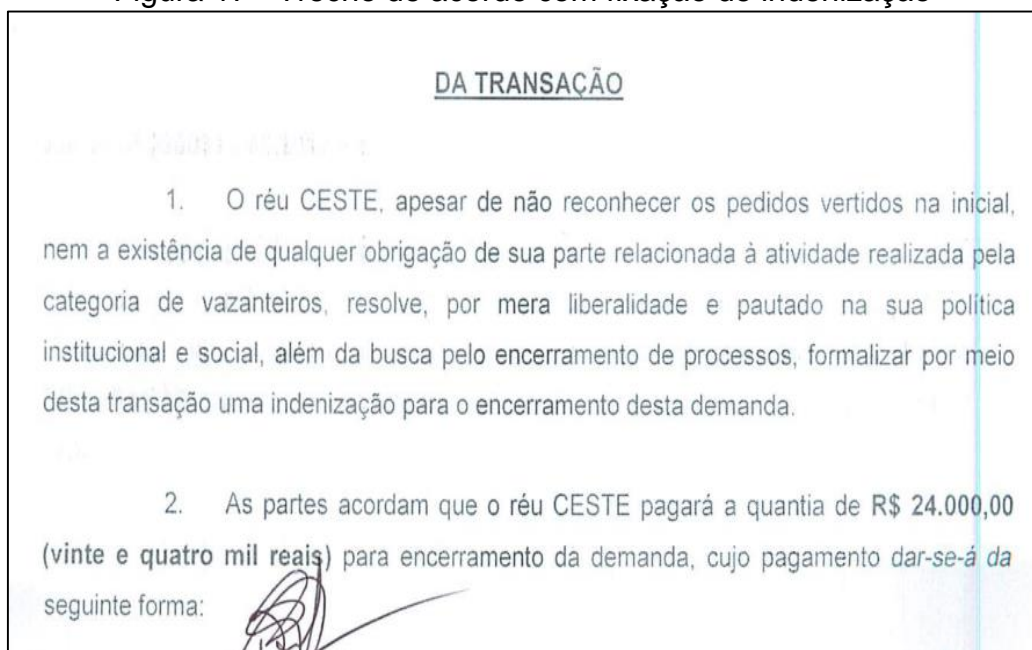 DA TRANSAÇÃO
1. O réu CESTE, apesar de não reconhecer os pedidos vertidos na inicial,
nem a existência de qualquer obrigação de sua parte relacionada à atividade realizada pela
categoria de vazanteiros, resolve, por mera liberalidade e pautado na sua política
institucional e social, além da busca pelo encerramento de processos, formalizar por meio
desta transação uma indenização para o encerramento desta demanda.
2. As partes acordam que o réu CESTE pagará a quantia de R$ 24.000,00
(vinte e quatro mil reais) para encerramento da demanda, cujo pagamento dar-se-á da
seguinte forma: